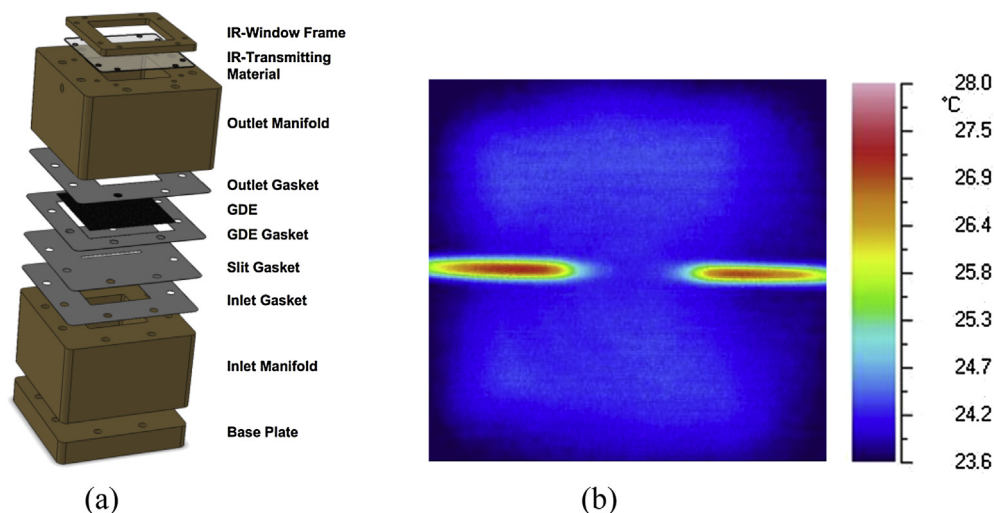 IR-Window Frame
IR-Transmitting
Material
Outlet Manifold
Outlet Gasket
GDE
GDE Gasket
Slit Gasket
Inlet Gasket
Inlet Manifold
Base Plate
(a)
28.0
°C
27.5
26.9
26.4
25.8
25.3
24.7
24.2
23.6
(b)